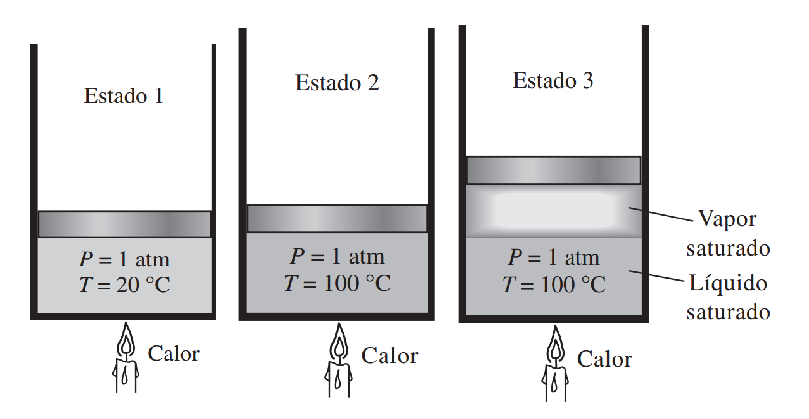 Estado 1
P = 1 atm
T = 20 °C
Calor
Estado 2
P = 1 atm
T = 100 °C
Calor
Estado 3
P = 1 atm
T = 100 °C
Calor
Vapor
saturado
Líquido
saturado